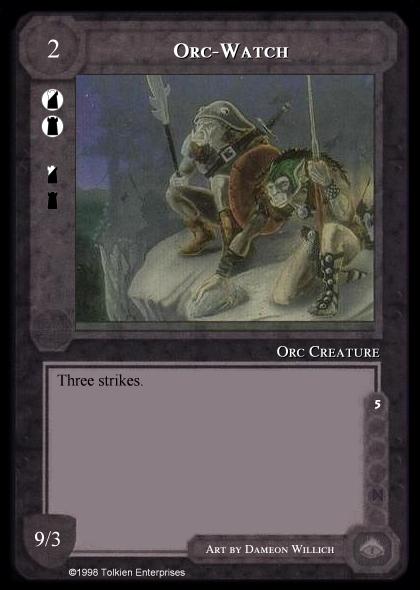 2
ORC-WATCH
ORC CREATURE
Three strikes.
5
9/3
ART BY DAMEON WILLICH
©1998 Tolkien Enterprises